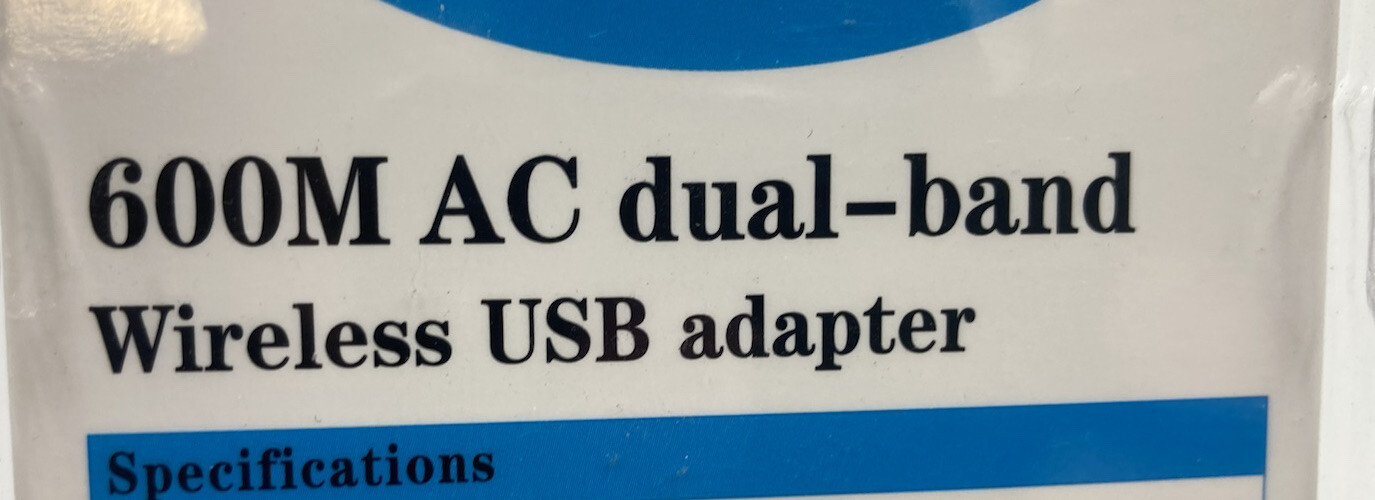 600M AC dual-band
Wireless USB adapter
Specifications